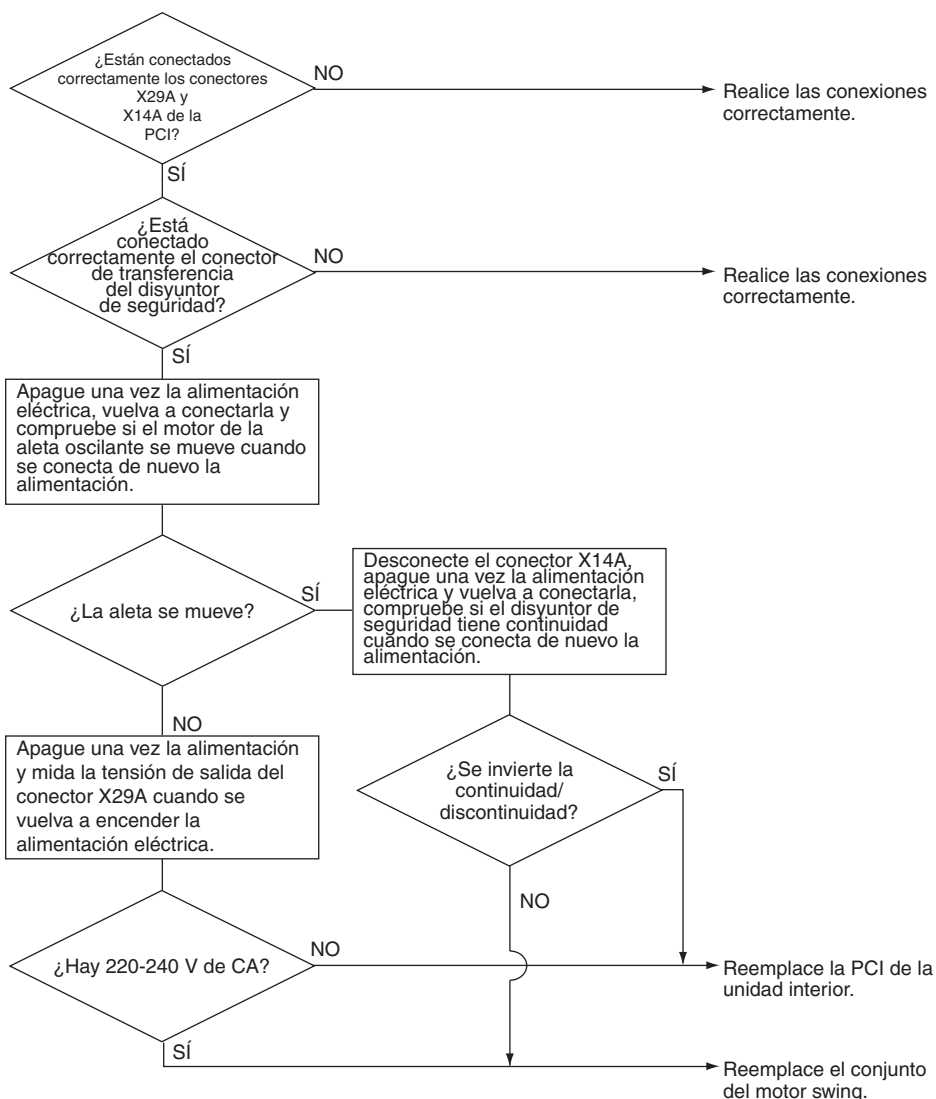 ¿Están conectados
correctamente los conectores
X29A y
X14A de la
PCI?
NO
Realice las conexiones
correctamente.
SÍ
¿Está
conectado
correctamente el conector
de transferencia
del disyuntor
de seguridad?
NO
Realice las conexiones
correctamente.
SÍ
Apague una vez la alimentación
eléctrica, vuelva a conectarla y
compruebe si el motor de la
aleta oscilante se mueve cuando
se conecta de nuevo la
alimentación.
¿La aleta se mueve?
SÍ
Desconecte el conector X14A,
apague una vez la alimentación
eléctrica y vuelva a conectarla,
compruebe si el disyuntor de
seguridad tiene continuidad
cuando se conecta de nuevo la
alimentación.
NO
Apague una vez la alimentación
y mida la tensión de salida del
conector X29A cuando se
vuelva a encender la
alimentación eléctrica.
¿Se invierte la
continuidad/
discontinuidad?
SÍ
NO
¿Hay 220-240 V de CA?
NO
Reemplace la PCI de la
unidad interior.
SÍ
Reemplace el conjunto
del motor swing.